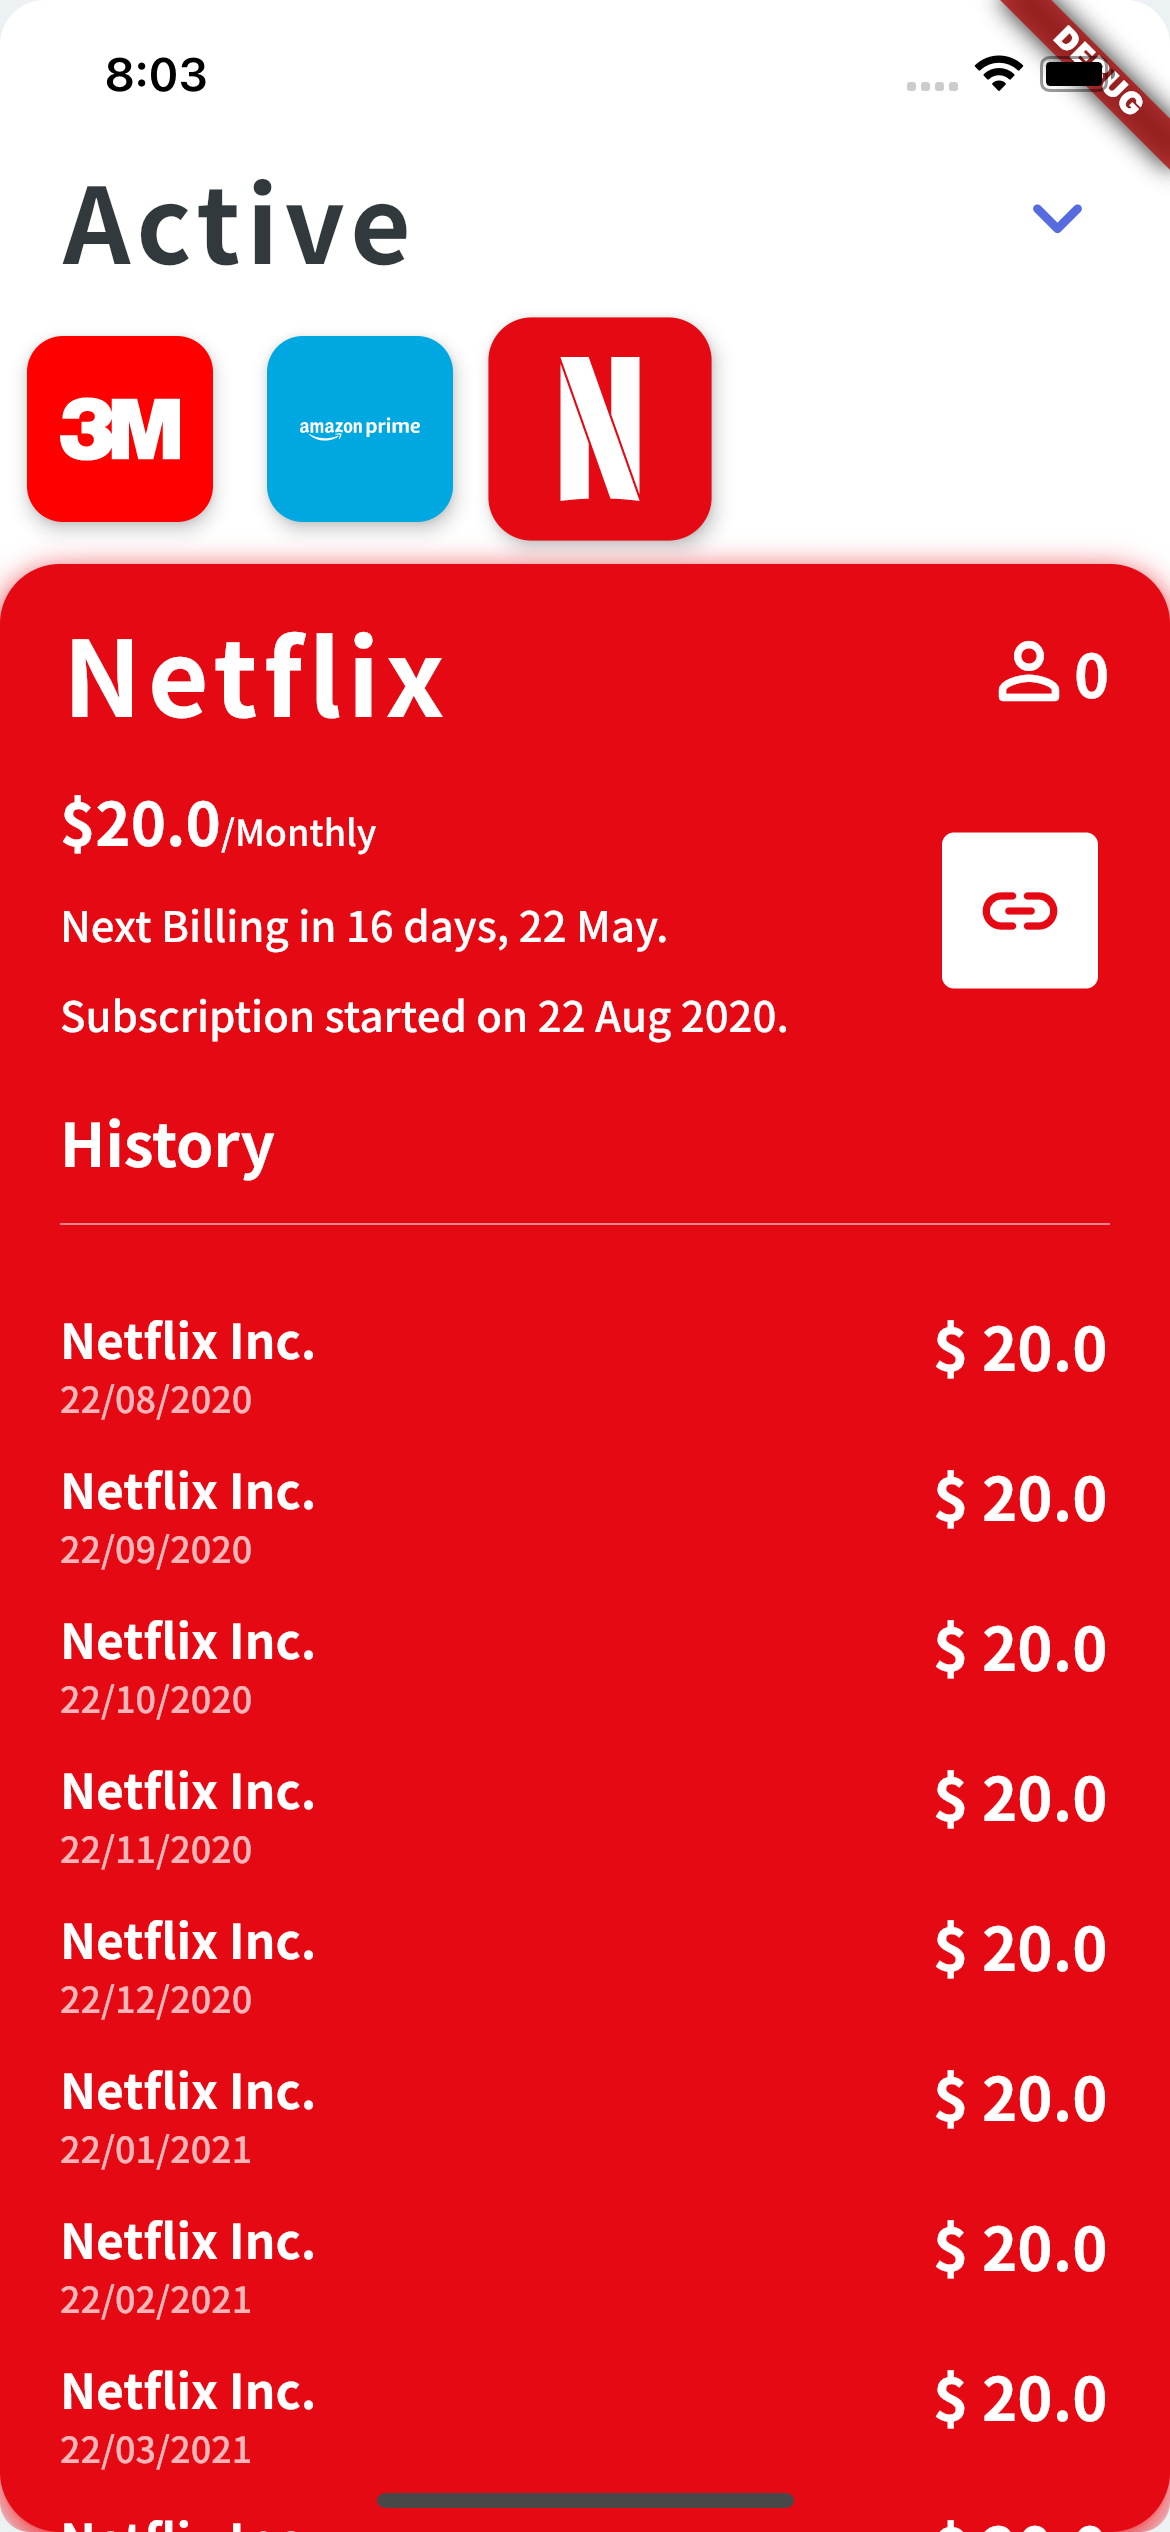 8:03
DEBUG
Active
3M
amazon prime
N
Netflix
0
$20.0/Monthly
Next Billing in 16 days, 22 May.
Subscription started on 22 Aug 2020.
History
Netflix Inc.
$ 20.0
22/08/2020
Netflix Inc.
$ 20.0
22/09/2020
Netflix Inc.
$ 20.0
22/10/2020
Netflix Inc.
$ 20.0
22/11/2020
Netflix Inc.
$ 20.0
22/12/2020
Netflix Inc.
$ 20.0
22/01/2021
Netflix Inc.
$ 20.0
22/02/2021
Netflix Inc.
$ 20.0
22/03/2021